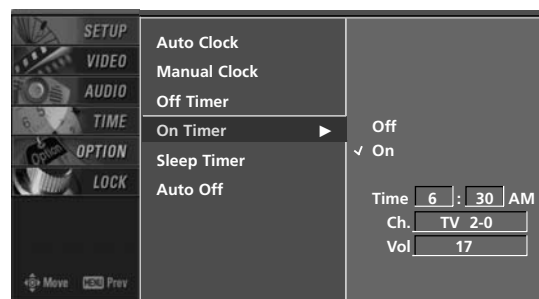 SETUP
VIDEO
AUDIO
TIME
OPTION
LOCK
Move MENU Prev
Auto Clock
Manual Clock
Off Timer
On Timer ►
Sleep Timer
Auto Off
Off
✓ On
Time 6 : 30 AM
Ch. TV 2-0
Vol 17